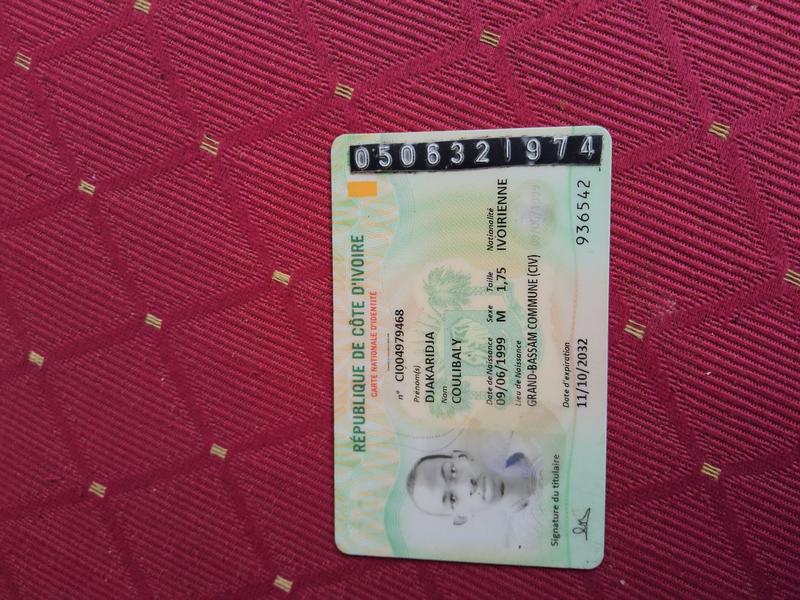 RÉPUBLIQUE DE CÔTE D'IVOIRE
CARTE NATIONALE D'IDENTITÉ
n° CI004979468
Prénom(s)
DJAKARIDJA
Nom
COULIBALY
Date de Naissance Sexe Taille Nationalité
09/06/1999 M 1,75 IVOIRIENNE
Lieu de Naissance
GRAND-BASSAM COMMUNE (CIV)
Date d'expiration
11/10/2032
Signature du titulaire
936542
0506321974